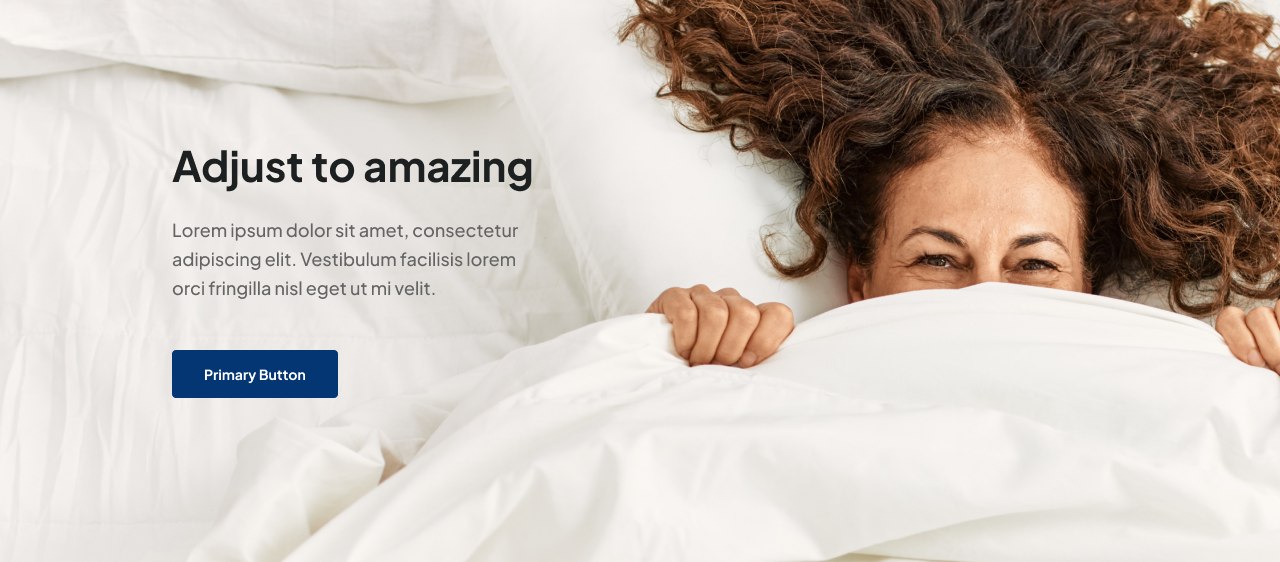 Adjust to amazing
Lorem ipsum dolor sit amet, consectetur
adipiscing elit. Vestibulum facilisis lorem
orci fringilla nisl eget ut mi velit.
Primary Button